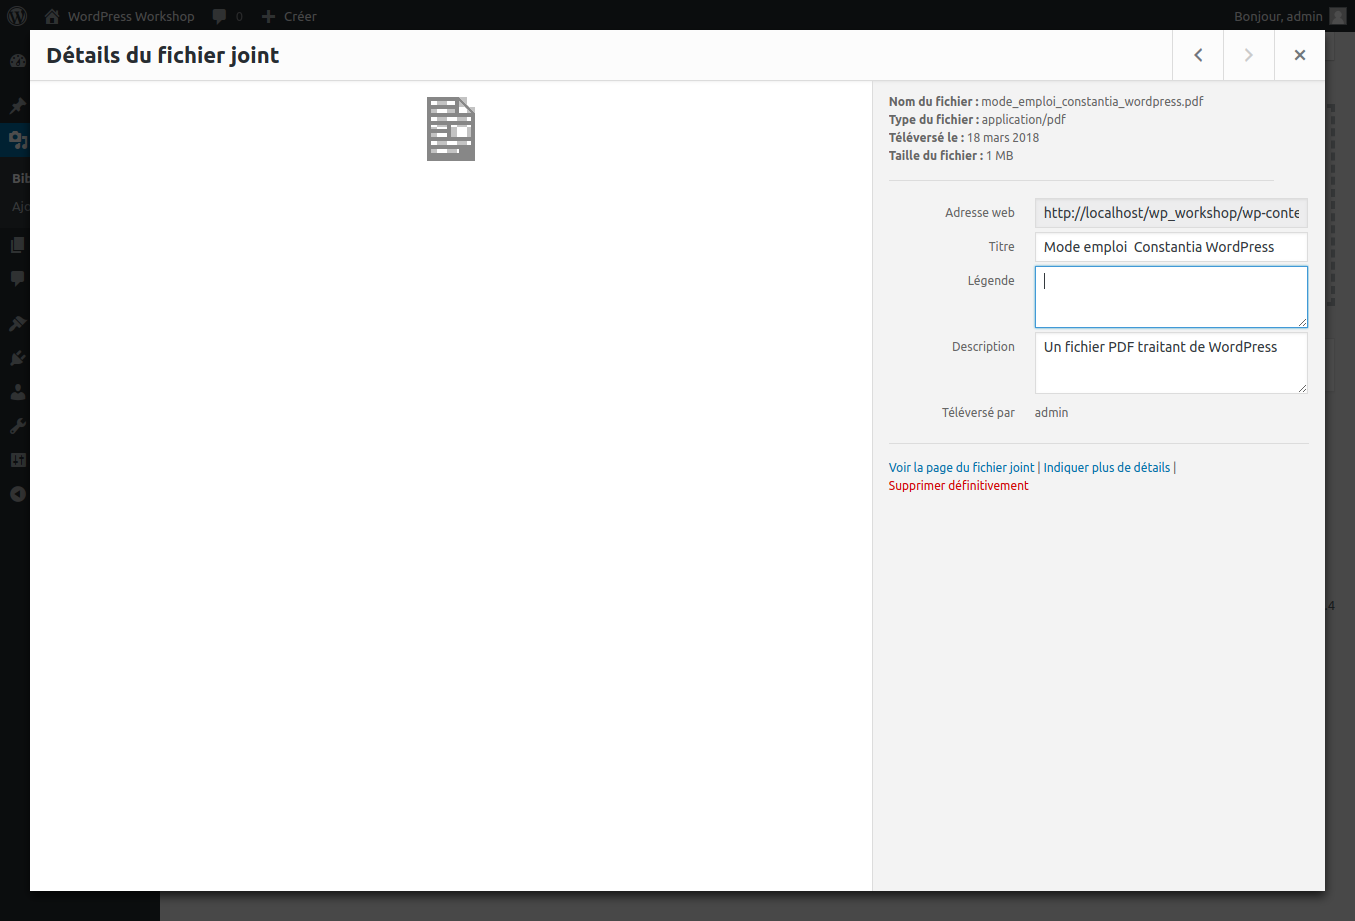 WordPress Workshop 0 Créer Bonjour, admin
Détails du fichier joint
Bib
Ajo
Nom du fichier : mode_emploi_constantia_wordpress.pdf
Type du fichier : application/pdf
Téléversé le : 18 mars 2018
Taille du fichier : 1 MB
Adresse web http://localhost/wp_workshop/wp-conte
Titre Mode emploi  Constantia WordPress
Légende
Description Un fichier PDF traitant de WordPress
Téléversé par admin
Voir la page du fichier joint | Indiquer plus de détails |
Supprimer définitivement
.4